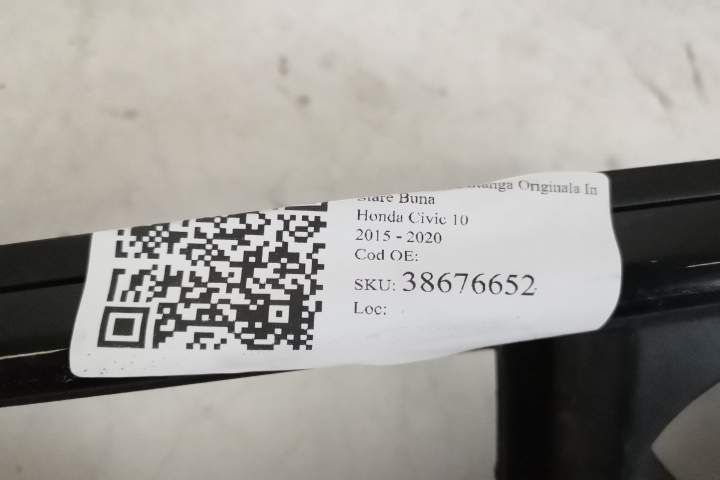 Originala In
Stare Buna
Honda Civic 10
2015 - 2020
Cod OE:
SKU: 38676652
Loc: